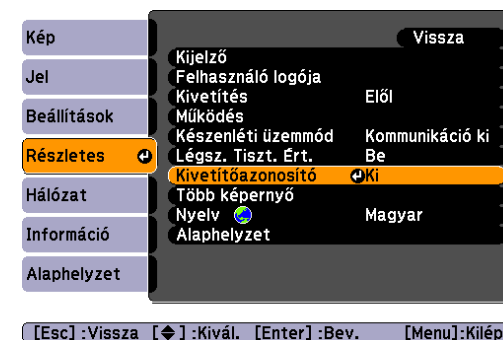 Kép
Jel
Beállítások
Részletes
Hálózat
Információ
Alaphelyzet
Vissza
Kijelző
Felhasználó logója
Kivetítés Elől
Működés
Készenléti üzemmód Kommunikáció ki
Légsz. Tiszt. Ért. Be
Kivetítőazonosító Ki
Több képernyő
Nyelv Magyar
Alaphelyzet
[Esc] :Vissza [◆] :Kivál. [Enter] :Bev. [Menu]:Kilép